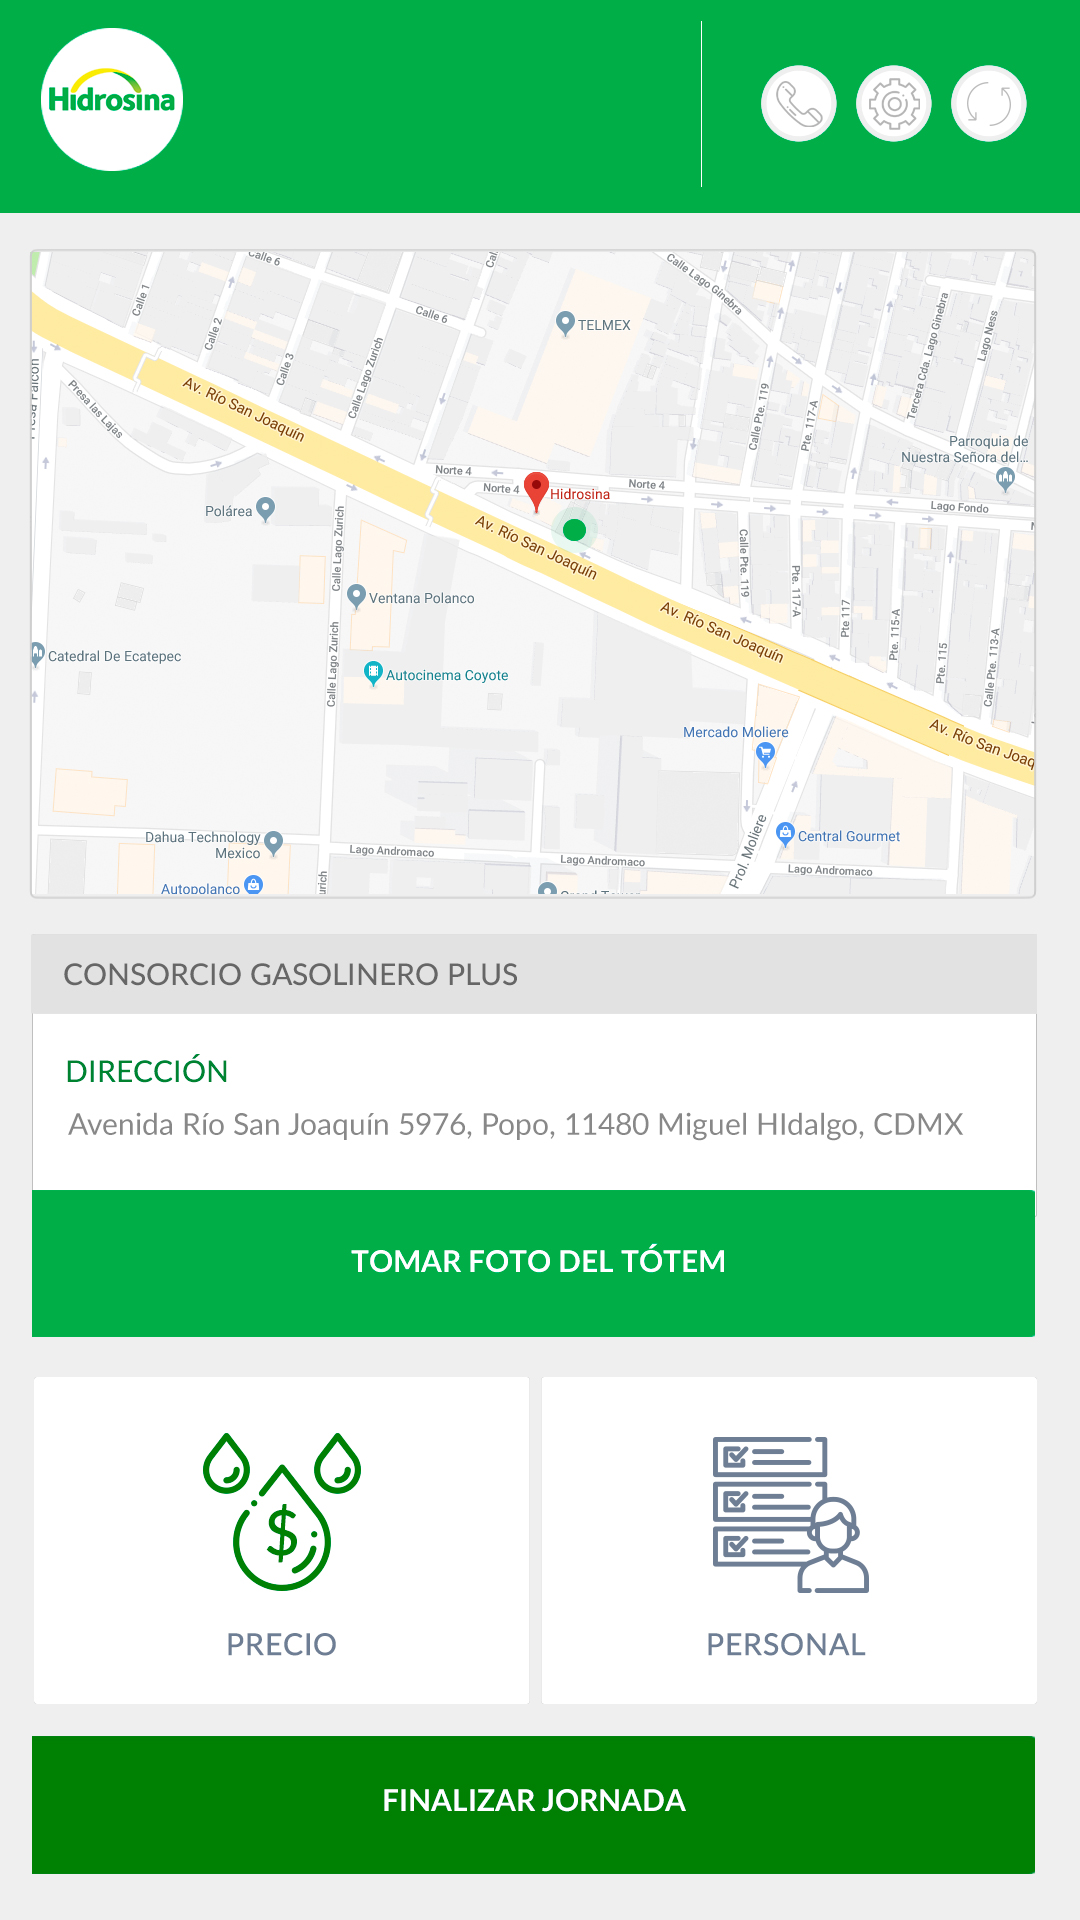 Hidrosina
Calle 6
Calle 1
Calle 2
Calle 3
Calle 6
Calle Lago Zurich
TELMEX
Calle Lago Ginebra
Tercera Cda. Lago Ginebra
Lago Ness
Presa las Lajas
Av. Río San Joaquín
Calle Pte. 119
Pte. 117-A
Parroquia de
Nuestra Señora del...
Norte 4
Norte 4
Norte 4
Hidrosina
Lago Fondo
Polárea
Calle Lago Zurich
Av. Río San Joaquín
Calle Pte. 119
Pte. 117-A
Pte 117
Pte. 115-A
Pte. 115
Calle Pte. 113-A
Ventana Polanco
Av. Río San Joaquín
Catedral De Ecatepec
Calle Lago Zurich
Autocinema Coyote
Mercado Moliere
Av. Río San Joaq
Dahua Technology
Mexico
Lago Andromaco
Lago Andromaco
Prol. Moliere
Central Gourmet
Lago Andromaco
Autopolanco
CONSORCIO GASOLINERO PLUS
DIRECCIÓN
Avenida Río San Joaquín 5976, Popo, 11480 Miguel HIdalgo, CDMX
TOMAR FOTO DEL TÓTEM
$
PRECIO
PERSONAL
FINALIZAR JORNADA